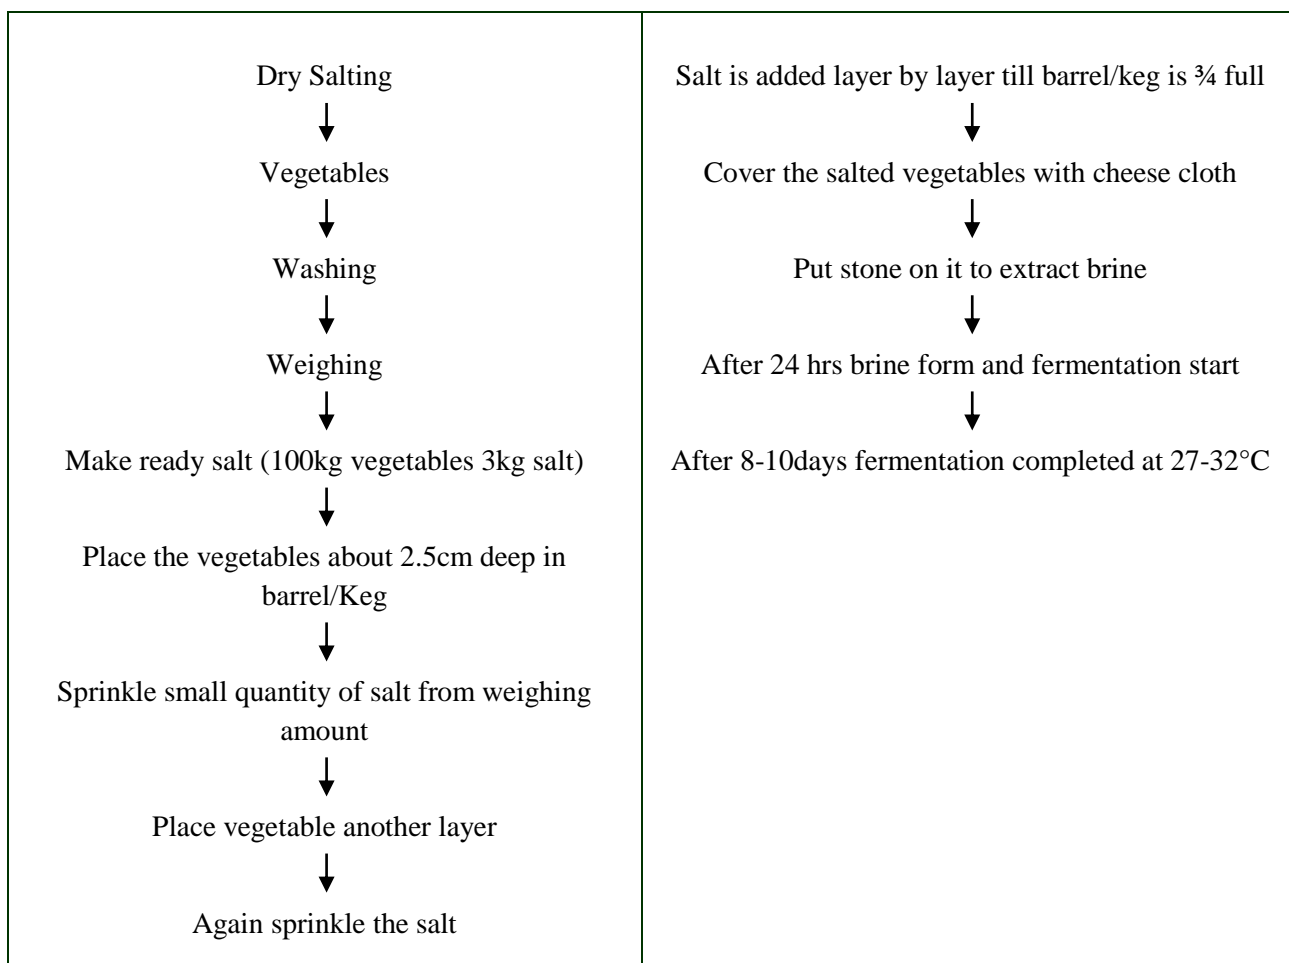 Dry Salting
Vegetables
Washing
Weighing
Make ready salt (100kg vegetables 3kg salt)
Place the vegetables about 2.5cm deep in
barrel/Keg
Sprinkle small quantity of salt from weighing
amount
Place vegetable another layer
Again sprinkle the salt
Salt is added layer by layer till barrel/keg is ¾ full
Cover the salted vegetables with cheese cloth
Put stone on it to extract brine
After 24 hrs brine form and fermentation start
After 8-10days fermentation completed at 27-32°C